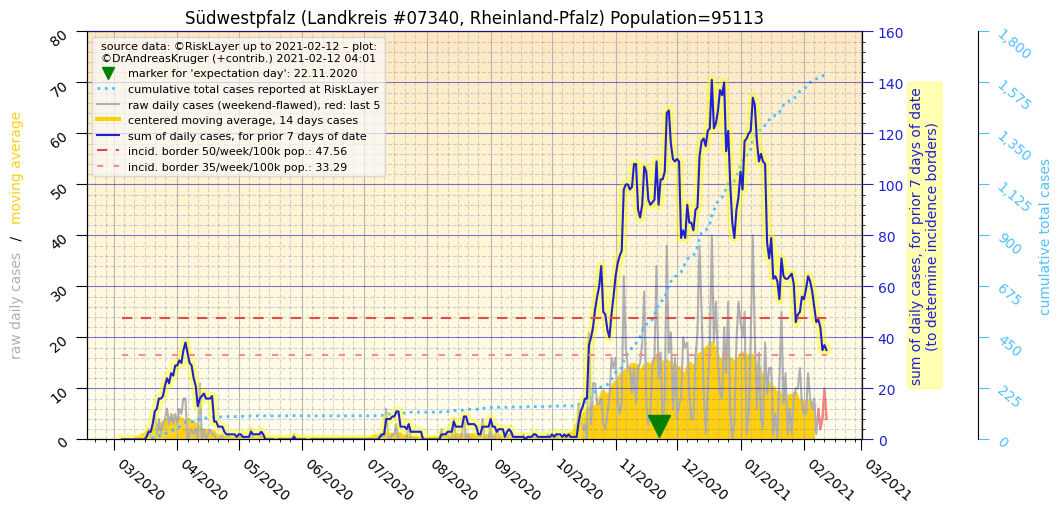 Südwestpfalz (Landkreis #07340, Rheinland-Pfalz) Population=95113
source data: ©RiskLayer up to 2021-02-12 – plot:
©DrAndreasKruger (+contrib.) 2021-02-12 04:01
marker for 'expectation day': 22.11.2020
cumulative total cases reported at RiskLayer
raw daily cases (weekend-flawed), red: last 5
centered moving average, 14 days cases
sum of daily cases, for prior 7 days of date
incid. border 50/week/100k pop.: 47.56
incid. border 35/week/100k pop.: 33.29
raw daily cases / moving average
80
70
60
50
40
30
20
10
0
03/2020
04/2020
05/2020
06/2020
07/2020
08/2020
09/2020
10/2020
11/2020
12/2020
01/2021
02/2021
03/2021
160
140
120
100
80
60
40
20
0
sum of daily cases, for prior 7 days of date
(to determine incidence borders)
1,800
1,575
1,350
1,125
900
675
450
225
0
cumulative total cases